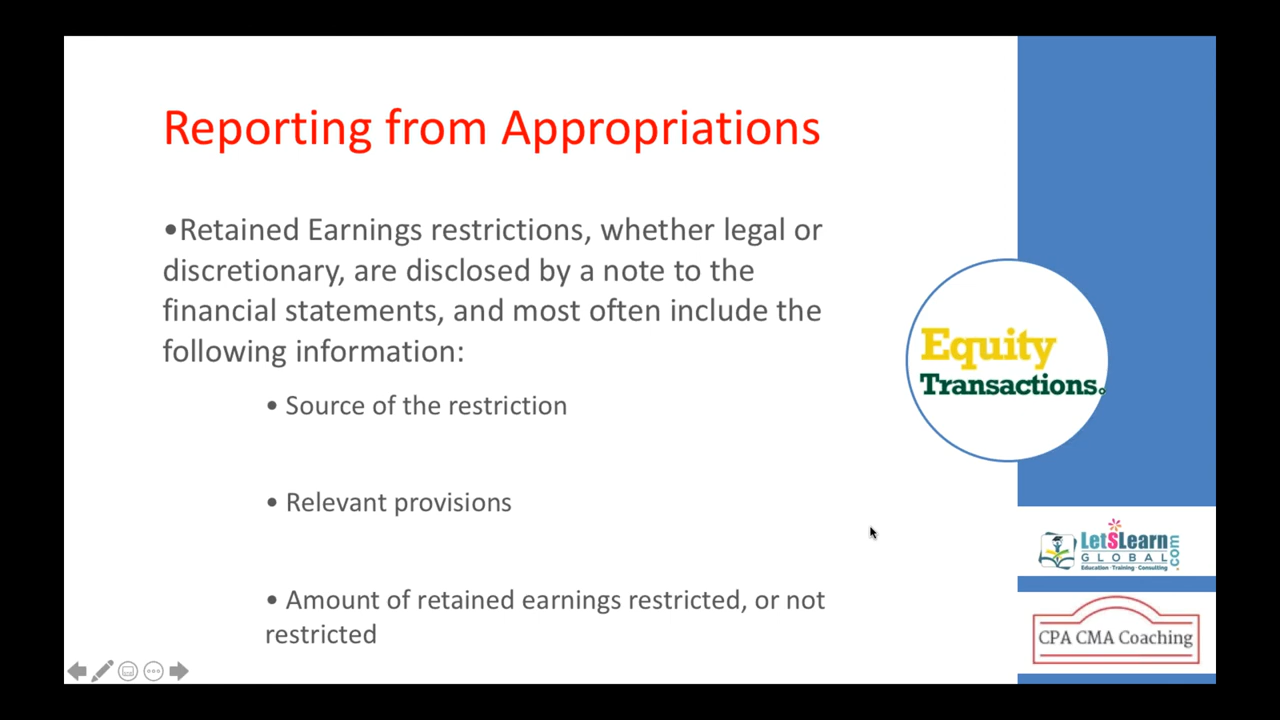 Reporting from Appropriations
•Retained Earnings restrictions, whether legal or
discretionary, are disclosed by a note to the
financial statements, and most often include the
following information:
• Source of the restriction
• Relevant provisions
• Amount of retained earnings restricted, or not
restricted
Equity
Transactions.
LetSLearn
GLOBAL.com
Education · Training · Consulting
CPA CMA Coaching